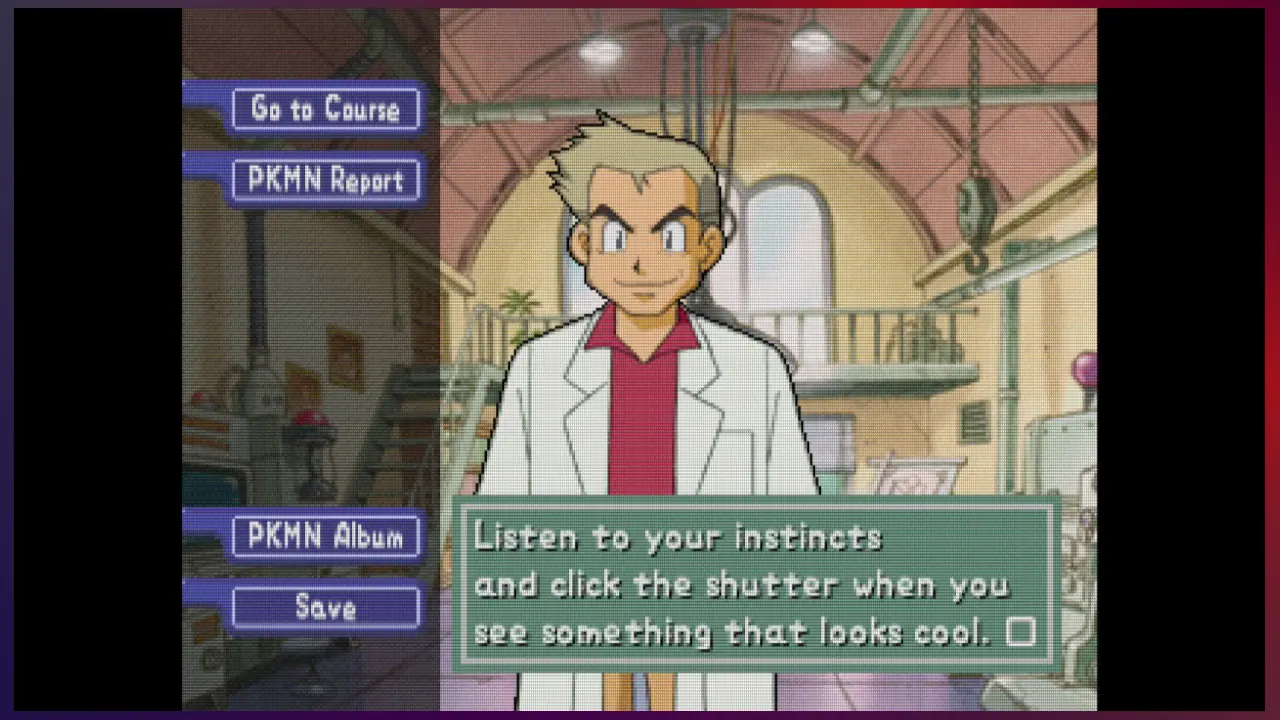 Go to Course
PKMN Report
PKMN Album
Save
Listen to your instincts
and click the shutter when you
see something that looks cool.